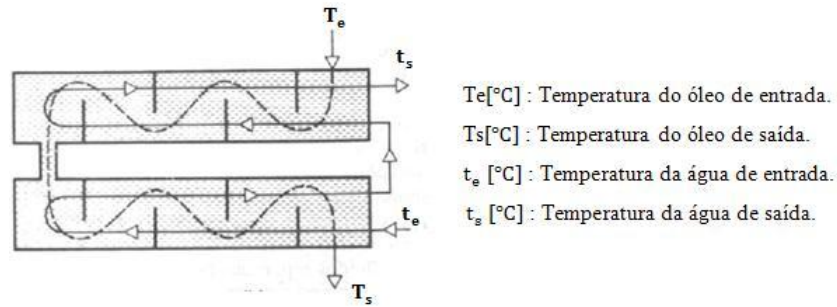 Te
ts
Te[°C] : Temperatura do óleo de entrada.
Ts[°C] : Temperatura do óleo de saída.
te [°C] : Temperatura da água de entrada.
ts [°C] : Temperatura da água de saída.
te
Ts